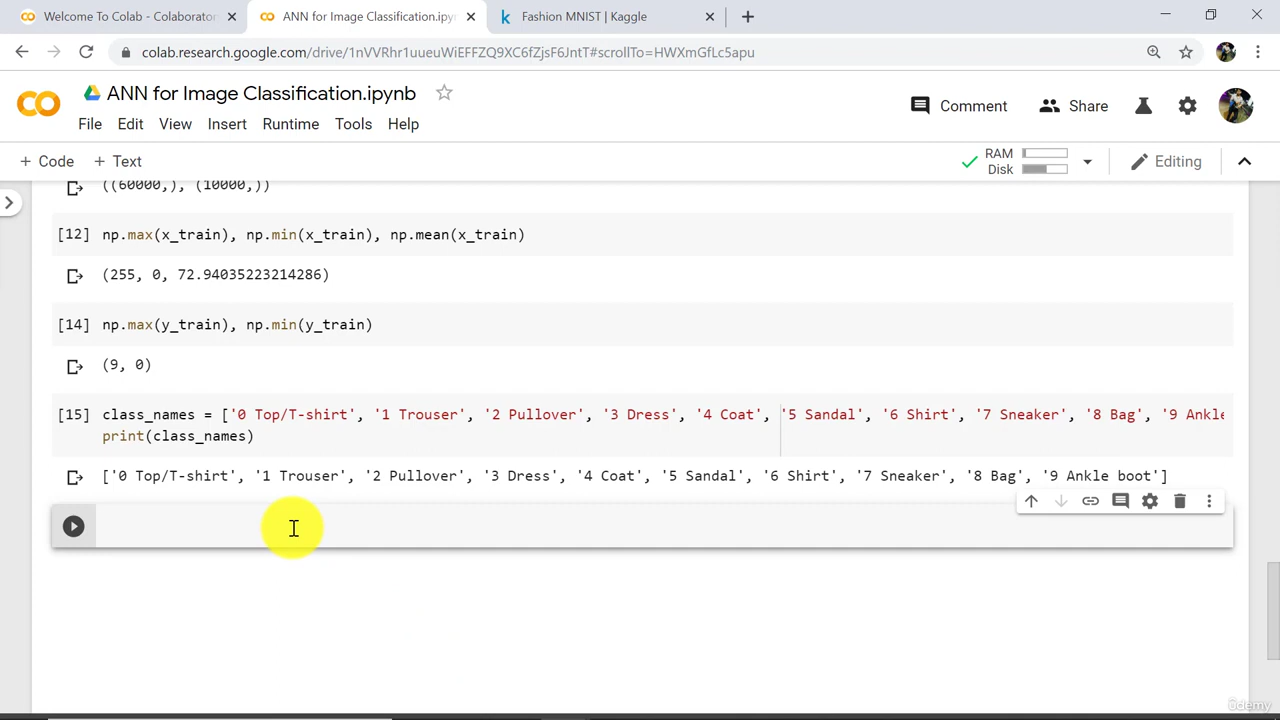 Welcome To Colab - Colaborator
ANN for Image Classification.ipyn
Fashion MNIST | Kaggle
colab.research.google.com/drive/1nVVRhr1uueuWiEFFZQ9XC6fZjsF6JntT#scrollTo=HWXmGfLc5apu
ANN for Image Classification.ipynb
Comment
Share
File Edit View Insert Runtime Tools Help
+ Code + Text
RAM
Disk
Editing
((60000,), (10000,))
[12] np.max(x_train), np.min(x_train), np.mean(x_train)
(255, 0, 72.94035223214286)
[14] np.max(y_train), np.min(y_train)
(9, 0)
[15] class_names = ['0 Top/T-shirt', '1 Trouser', '2 Pullover', '3 Dress', '4 Coat', '5 Sandal', '6 Shirt', '7 Sneaker', '8 Bag', '9 Ankle
print(class_names)
['0 Top/T-shirt', '1 Trouser', '2 Pullover', '3 Dress', '4 Coat', '5 Sandal', '6 Shirt', '7 Sneaker', '8 Bag', '9 Ankle boot']
ûdemy